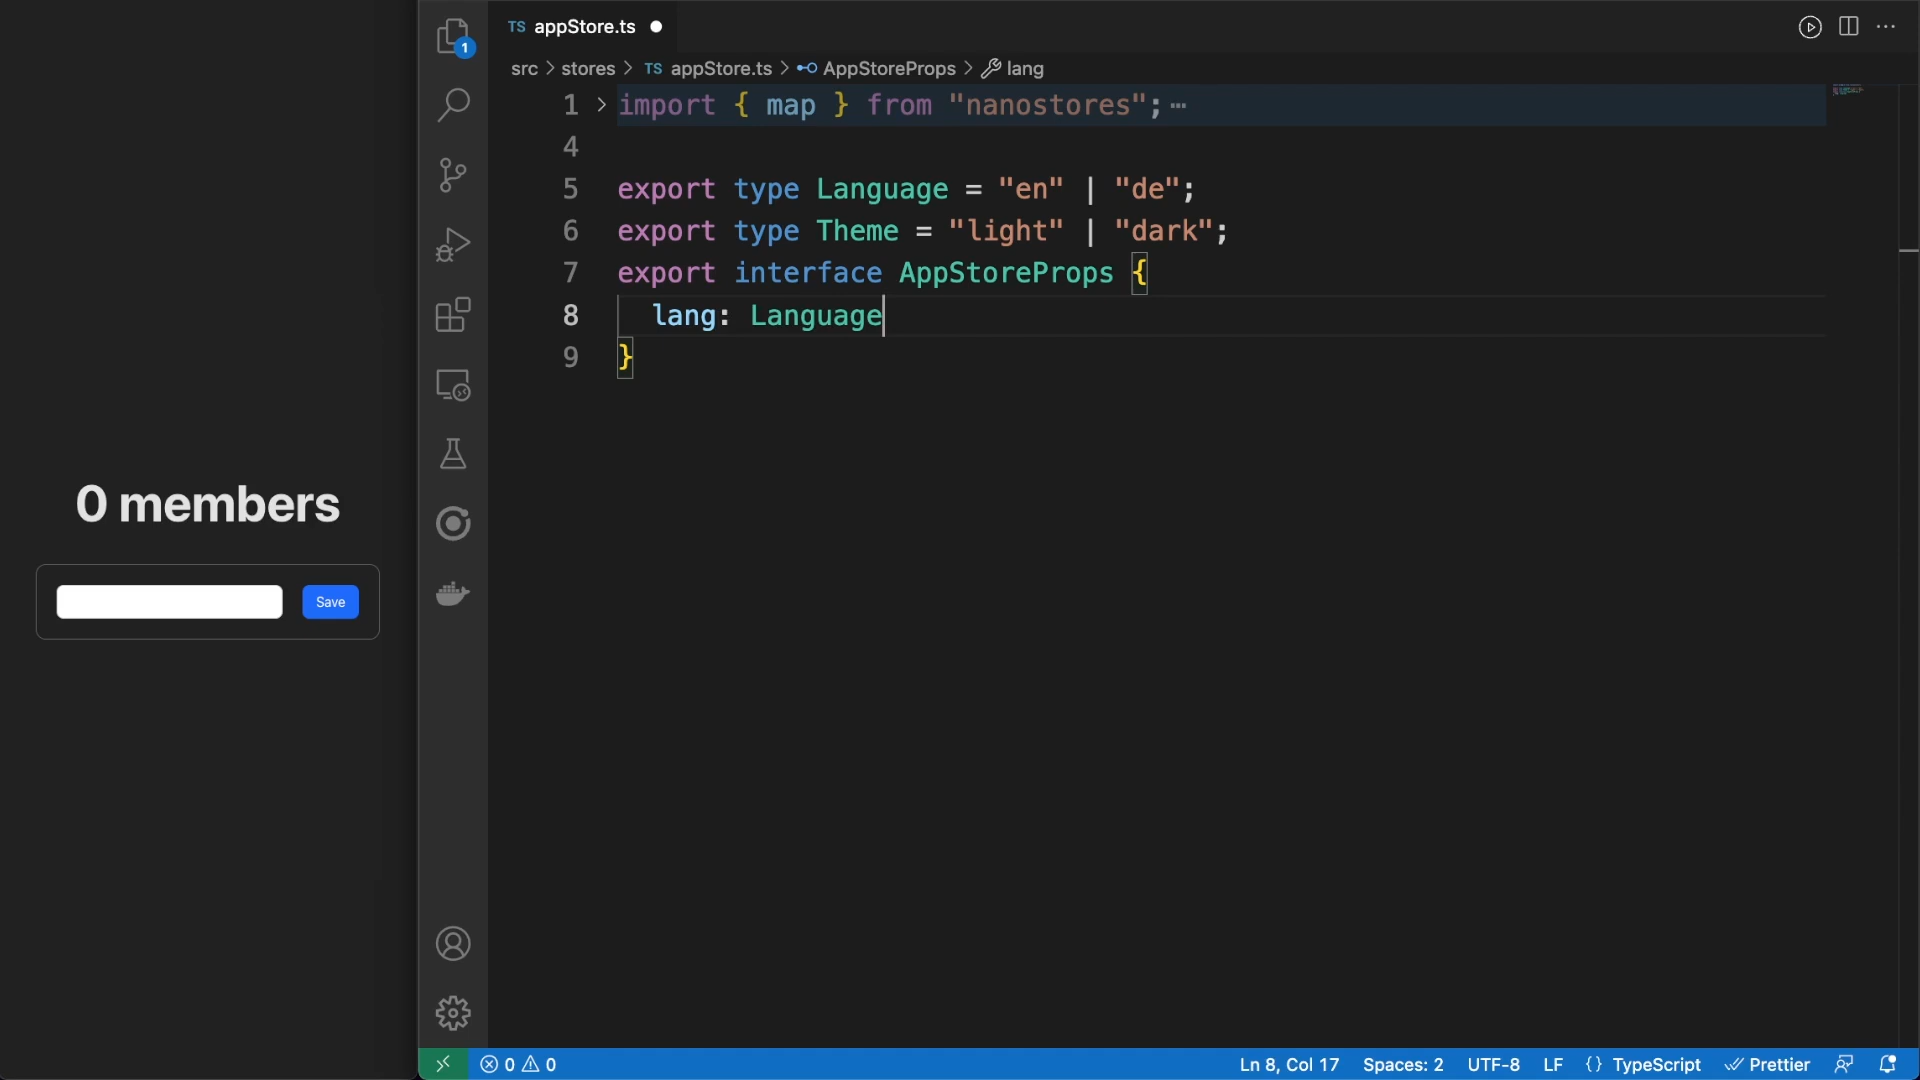 0 members
Save
1
TS appStore.ts
src > stores > TS appStore.ts > AppStoreProps > lang
1 > import { map } from "nanostores";⋯
4
5 export type Language = "en" | "de";
6 export type Theme = "light" | "dark";
7 export interface AppStoreProps {
8 lang: Language
9 }
0 0 Ln 8, Col 17 Spaces: 2 UTF-8 LF {} TypeScript Prettier